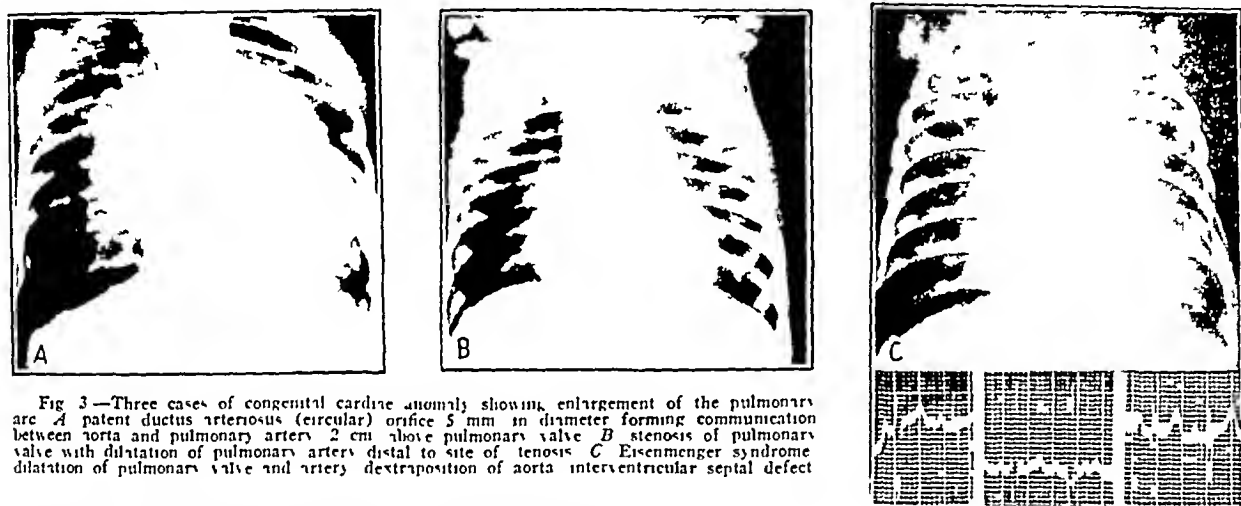 A
B
C
Fig 3—Three cases of congenital cardiac anomaly showing enlargement of the pulmonary
arc A patent ductus arteriosus (circular) orifice 5 mm in diameter forming communication
between aorta and pulmonary artery 2 cm above pulmonary valve B stenosis of pulmonary
valve with dilatation of pulmonary artery distal to site of tenosis C Eisenmenger syndrome
dilatation of pulmonary valve and artery dextraposition of aorta interventricular septal defect